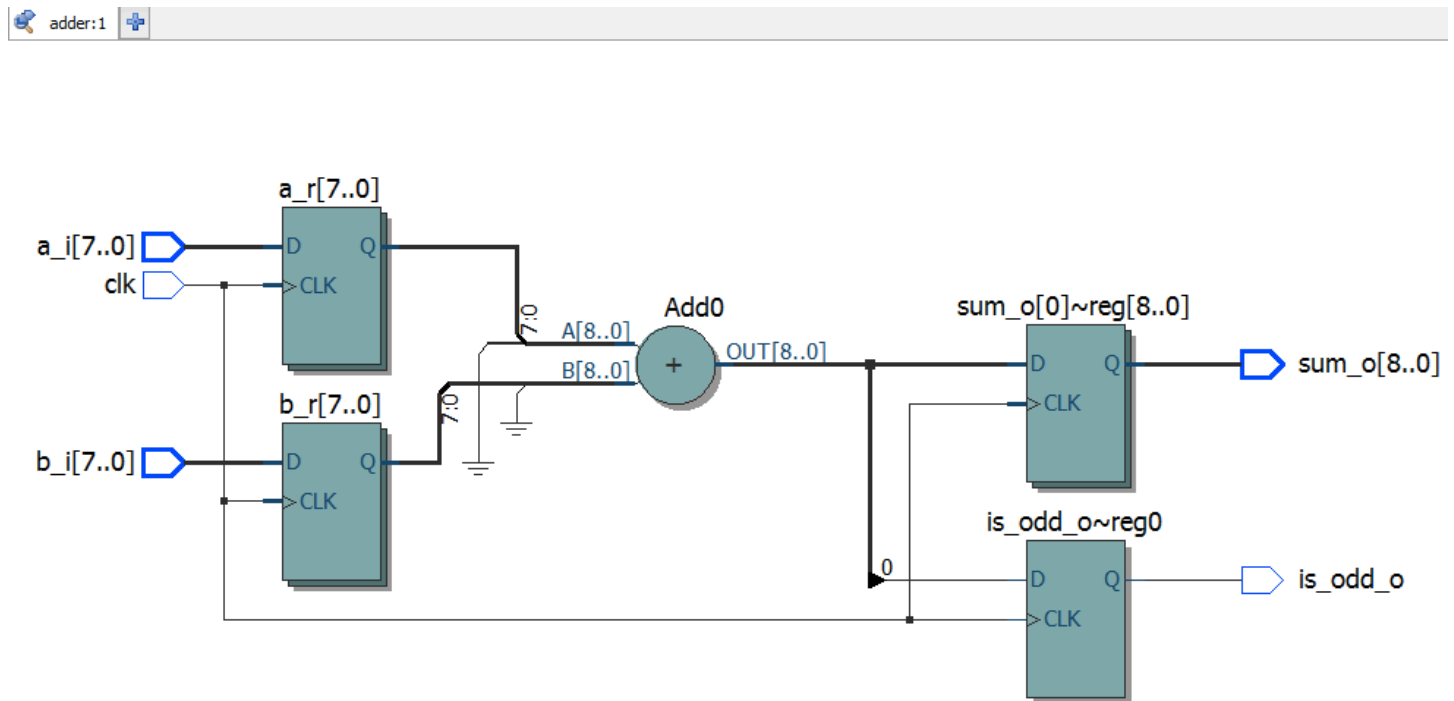 adder:1
a_r[7..0]
a_i[7..0]
D
Q
clk
CLK
7:0
Add0
A[8..0]
B[8..0]
+
OUT[8..0]
sum_o[0]~reg[8..0]
D
Q
sum_o[8..0]
CLK
b_r[7..0]
7:0
b_i[7..0]
D
Q
CLK
is_odd_o~reg0
0
D
Q
is_odd_o
CLK